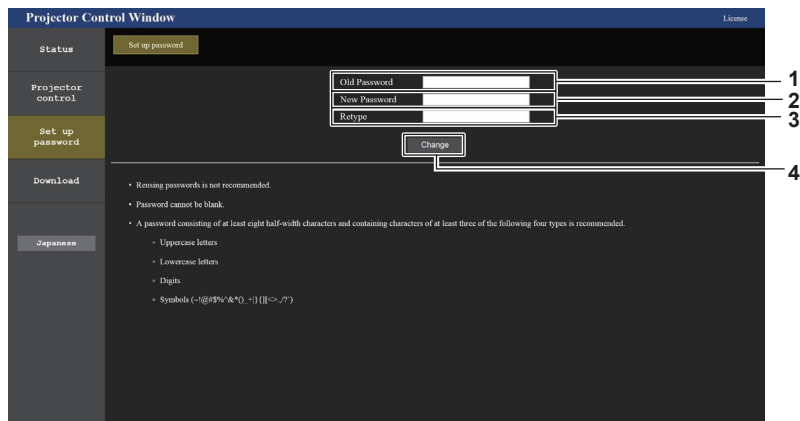 Projector Control Window
License
Status
Set up password
Projector
control
Set up
password
Download
Japanese
Old Password
1
New Password
2
Retype
3
Change
4
• Reusing passwords is not recommended.
• Password cannot be blank.
• A password consisting of at least eight half-width characters and containing characters of at least three of the following four types is recommended.
Uppercase letters
Lowercase letters
Digits
Symbols (~!@#$%^&*()_+|}{][<>.,/?`)